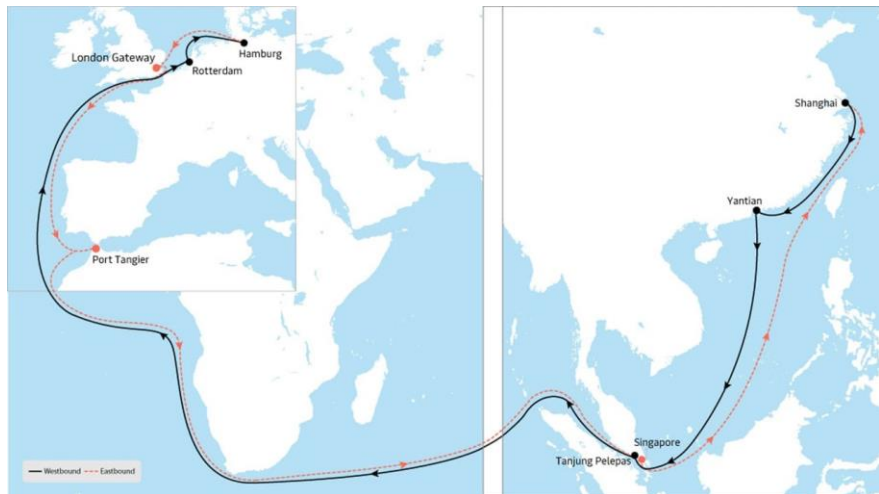 London Gateway
Hamburg
Rotterdam
Port Tangier
Shanghai
Yantian
Singapore
Tanjung Pelepas
Westbound
Eastbound